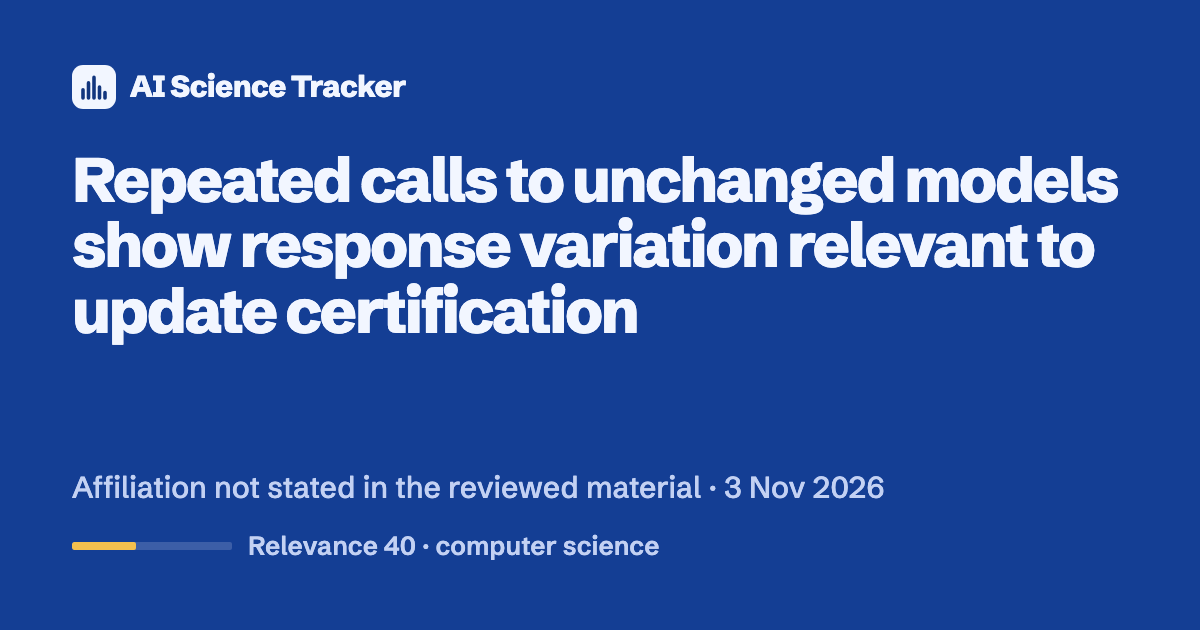 AI Science Tracker
Repeated calls to unchanged models
show response variation relevant to
update certification
Affiliation not stated in the reviewed material · 3 Nov 2026
Relevance 40 · computer science